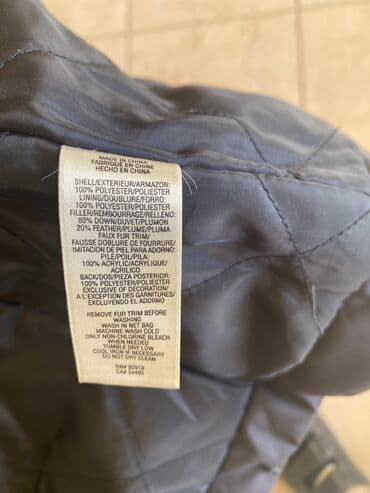 MADE IN CHINA
FABRIQUÉ EN CHINE
HECHO EN CHINA
SHELL/EXTERIEUR/ARMAZON:
100% POLYESTER/POLIESTER
LINING/DOUBLURE/FORRO:
100% POLYESTER/POLIESTER
FILLER/REMBOURRAGE/RELLENO:
80% DOWN/DUVET/PLUMON
20% FEATHER/PLUME/PLUMA
FAUX FUR TRIM/
FAUSSE DOUBLE DE FOURRURE/
IMITACION DE PIEL PARA ADORNO:
PILE/POIL/PILA:
100% ACRYLIC/ACRYLIQUE/
ACRILICO
BACK/DOS/PIEZA POSTERIOR:
100% POLYESTER/POLIESTER
EXCLUSIVE OF DECORATION/
A L'EXCEPTION DES GARNITURES/
EXCLUYENDO EL ADORNO
REMOVE FUR TRIM BEFORE
WASHING
WASH IN NET BAG
MACHINE WASH COLD
ONLY NON-CHLORINE BLEACH
WHEN NEEDED
TUMBLE DRY LOW
COOL IRON IF NECESSARY
DO NOT DRY CLEAN
RN# 92918
CA# 34460